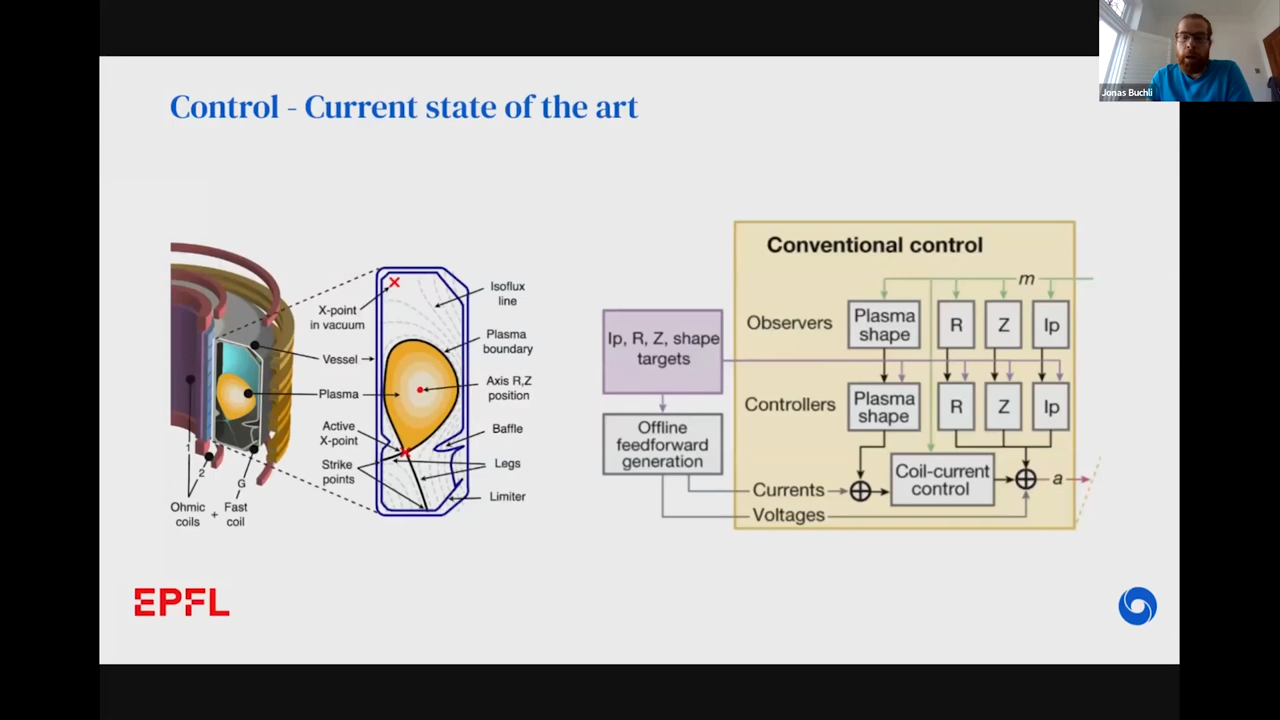 Control - Current state of the art
Jonas Buchli
X-point
in vacuum
Vessel
Plasma
Active
X-point
Strike
points
Isoflux
line
Plasma
boundary
Axis R,Z
position
Baffle
Legs
Limiter
1
2
G
Ohmic
coils
+
Fast
coil
Ip, R, Z, shape
targets
Offline
feedforward
generation
Conventional control
m
Observers
Plasma
shape
R
Z
Ip
Controllers
Plasma
shape
R
Z
Ip
Coil-current
control
a
Currents
Voltages
EPFL